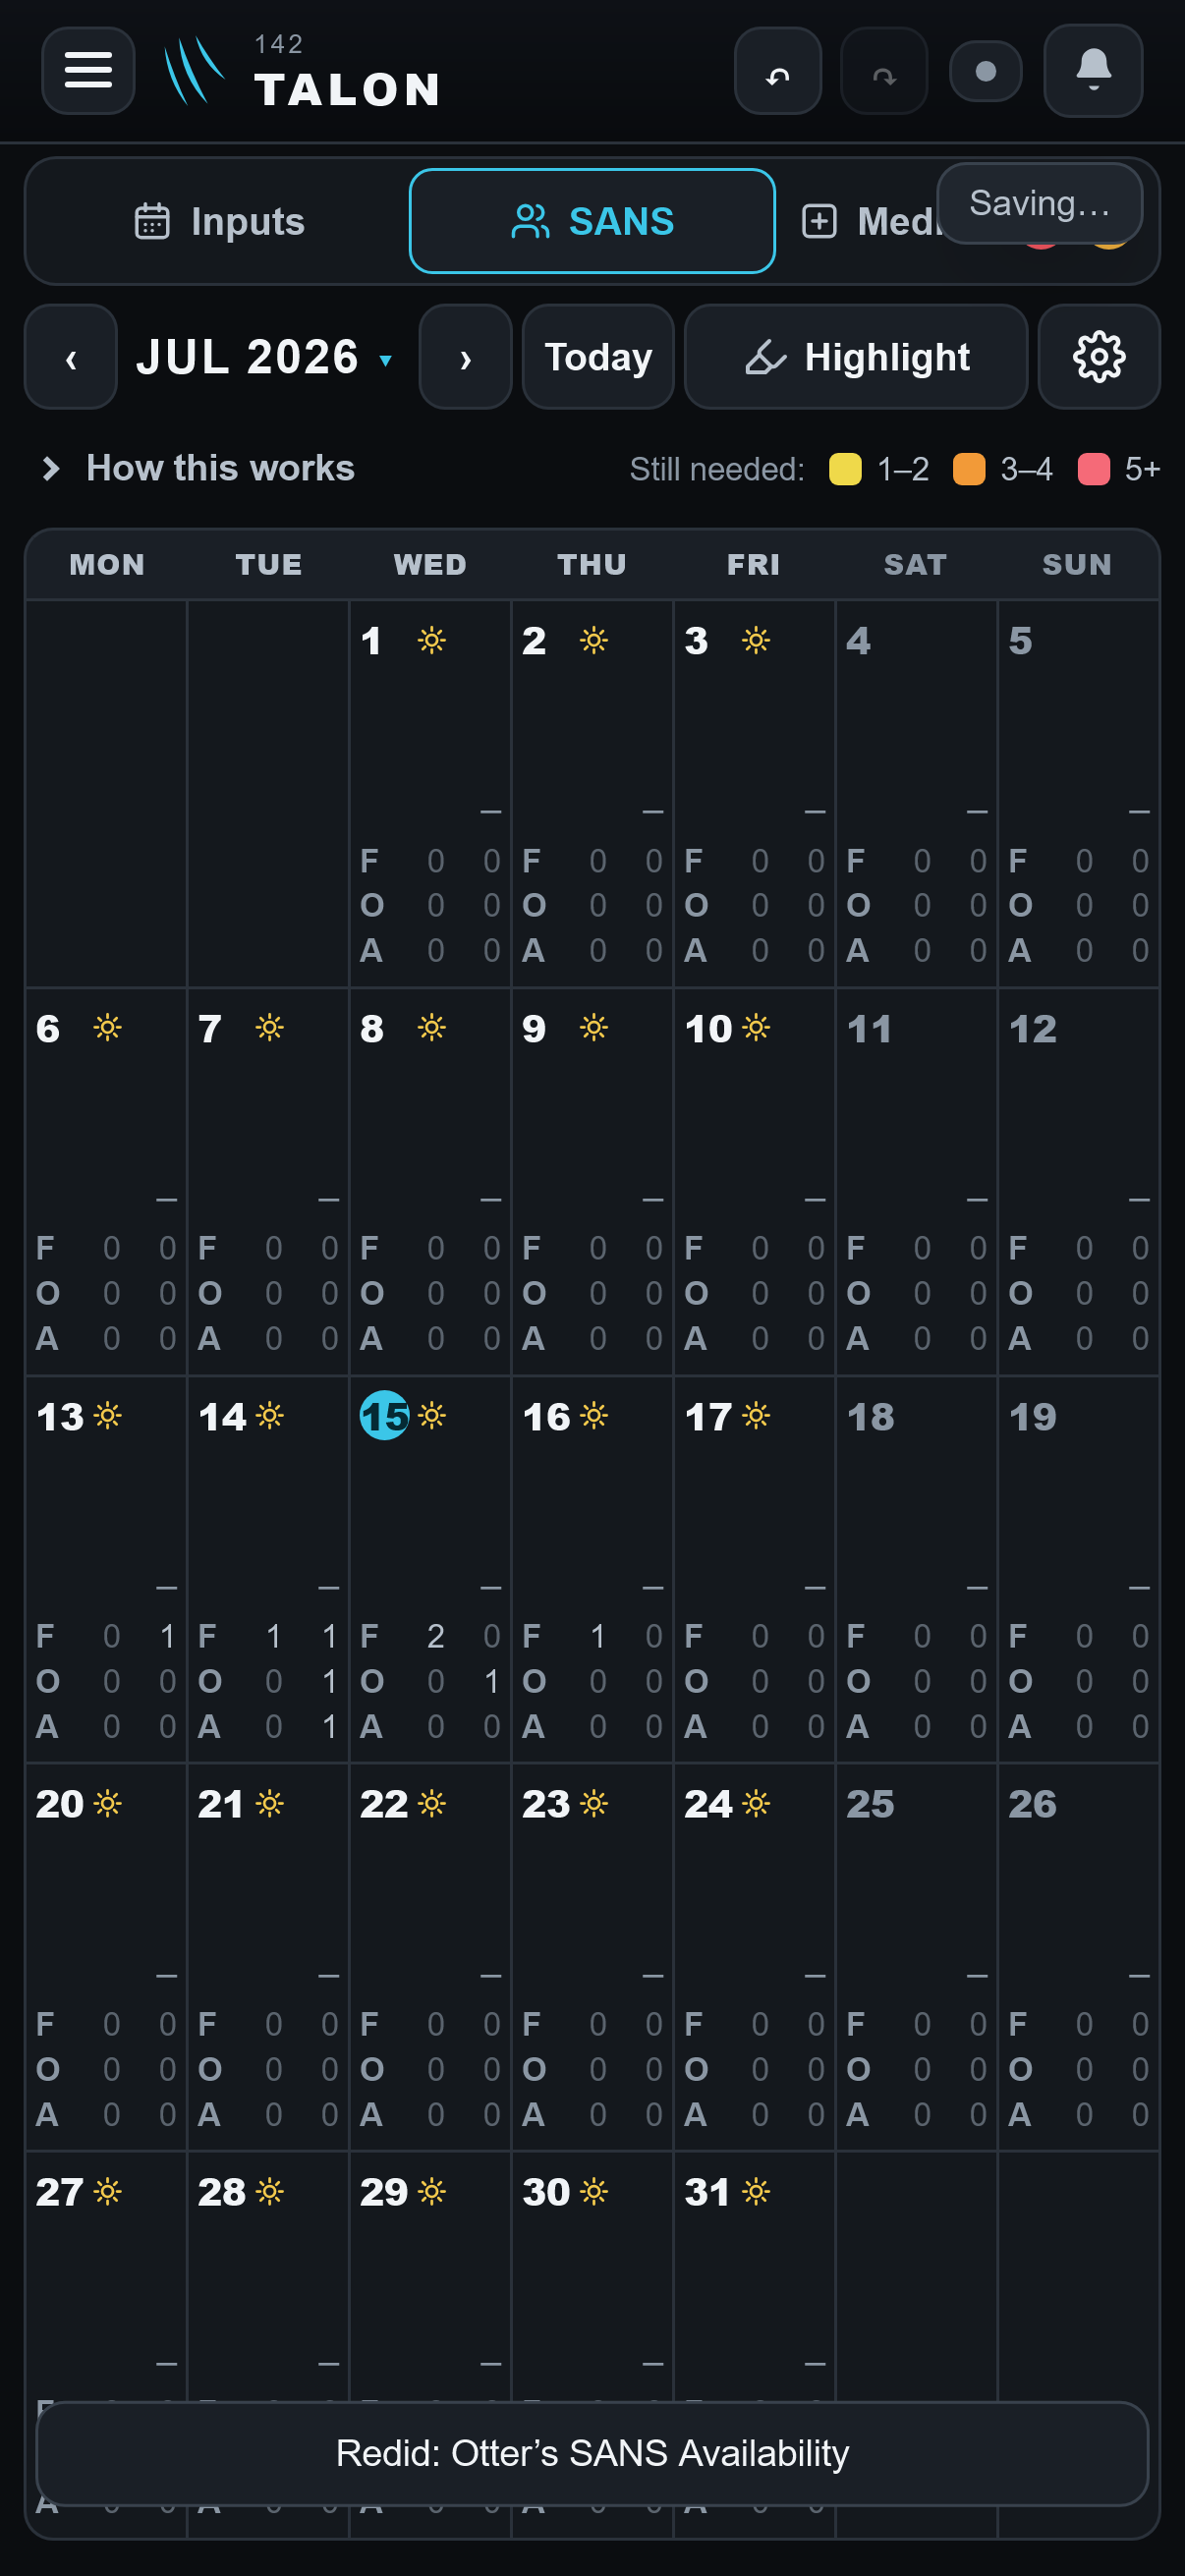 142
TALON
Inputs
SANS
Med
Saving…
‹ JUL 2026 ▾ › Today Highlight
How this works
Still needed: 1–2 3–4 5+
MON TUE WED THU FRI SAT SUN
1 2 3 4 5
– – – – –
F 0 0 F 0 0 F 0 0 F 0 0 F 0 0
O 0 0 O 0 0 O 0 0 O 0 0 O 0 0
A 0 0 A 0 0 A 0 0 A 0 0 A 0 0
6 7 8 9 10 11 12
– – – – – – –
F 0 0 F 0 0 F 0 0 F 0 0 F 0 0 F 0 0 F 0 0
O 0 0 O 0 0 O 0 0 O 0 0 O 0 0 O 0 0 O 0 0
A 0 0 A 0 0 A 0 0 A 0 0 A 0 0 A 0 0 A 0 0
13 14 15 16 17 18 19
– – – – – – –
F 0 1 F 1 1 F 2 0 F 1 0 F 0 0 F 0 0 F 0 0
O 0 0 O 0 1 O 0 1 O 0 0 O 0 0 O 0 0 O 0 0
A 0 0 A 0 1 A 0 0 A 0 0 A 0 0 A 0 0 A 0 0
20 21 22 23 24 25 26
– – – – – – –
F 0 0 F 0 0 F 0 0 F 0 0 F 0 0 F 0 0 F 0 0
O 0 0 O 0 0 O 0 0 O 0 0 O 0 0 O 0 0 O 0 0
A 0 0 A 0 0 A 0 0 A 0 0 A 0 0 A 0 0 A 0 0
27 28 29 30 31
– – – – –
Redid: Otter’s SANS Availability